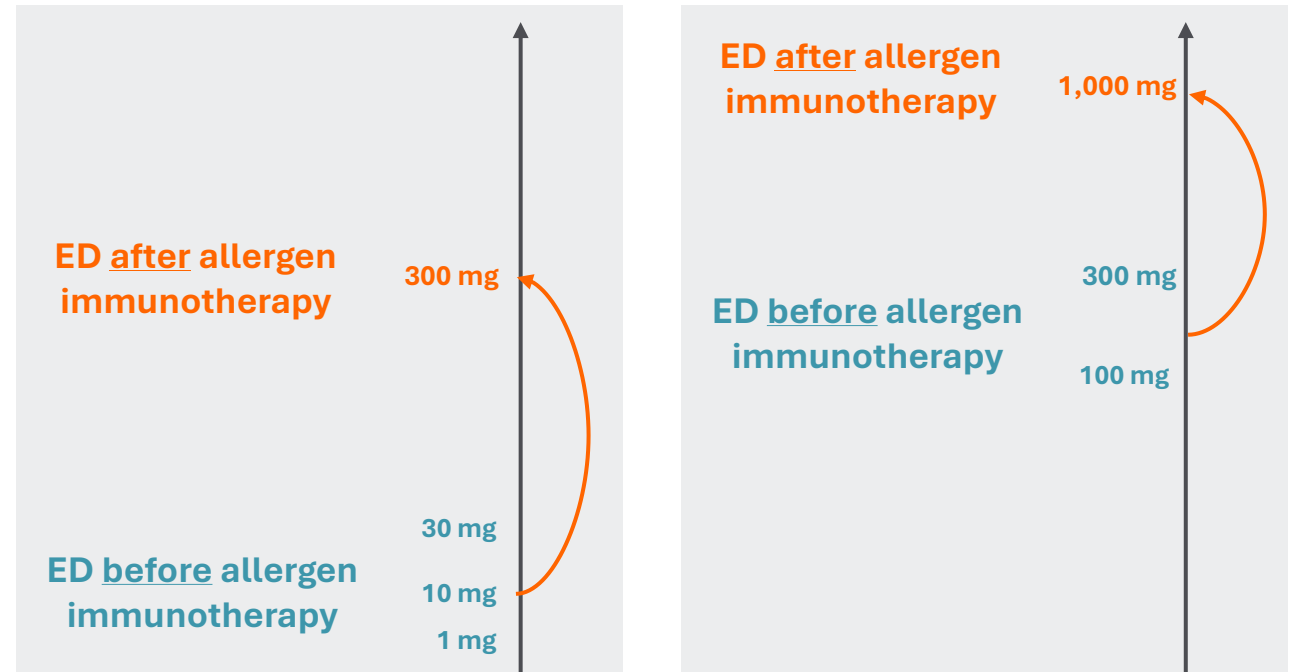 ED after allergen
immunotherapy
300 mg
30 mg
ED before allergen
immunotherapy
10 mg
1 mg
ED after allergen
immunotherapy
1,000 mg
300 mg
ED before allergen
immunotherapy
100 mg